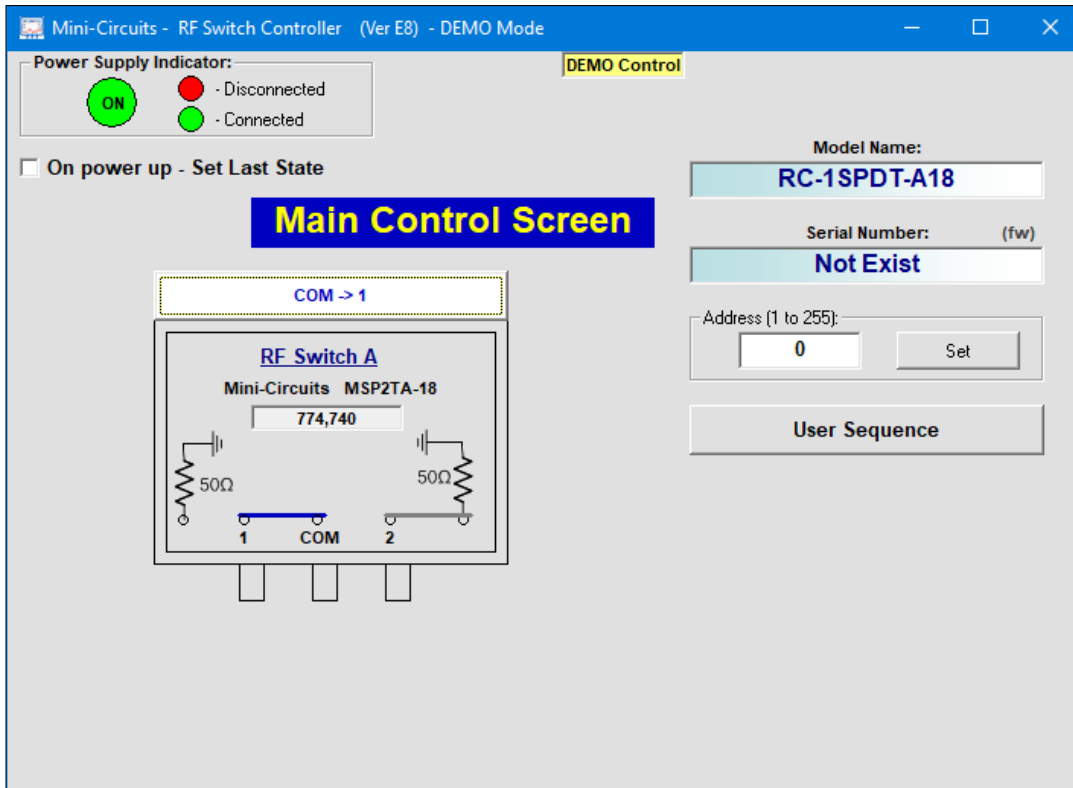 Mini-Circuits - RF Switch Controller (Ver E8) - DEMO Mode
Power Supply Indicator:
ON
- Disconnected
- Connected
DEMO Control
On power up - Set Last State
Main Control Screen
Model Name:
RC-1SPDT-A18
Serial Number: (fw)
Not Exist
Address (1 to 255):
0 Set
User Sequence
COM -> 1
RF Switch A
Mini-Circuits MSP2TA-18
774,740
50Ω 50Ω
1 COM 2